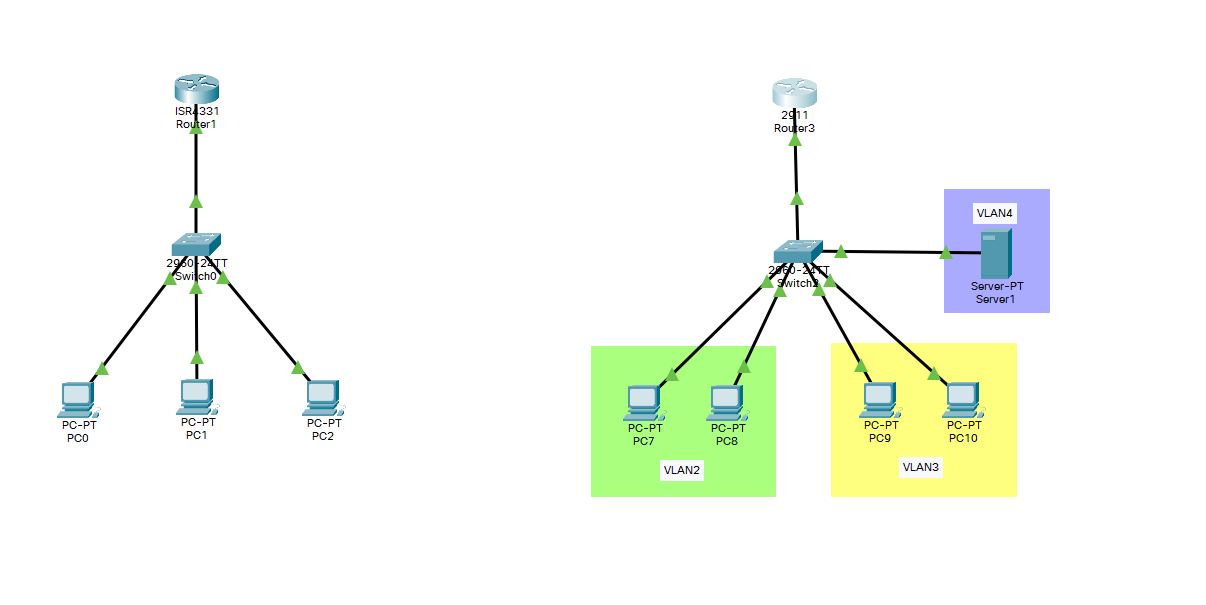 ISR4331
Router1
2960-24TT
Switch0
PC-PT
PC0
PC-PT
PC1
PC-PT
PC2
2911
Router3
2960-24TT
Switch2
VLAN4
Server-PT
Server1
PC-PT
PC7
PC-PT
PC8
VLAN2
PC-PT
PC9
PC-PT
PC10
VLAN3